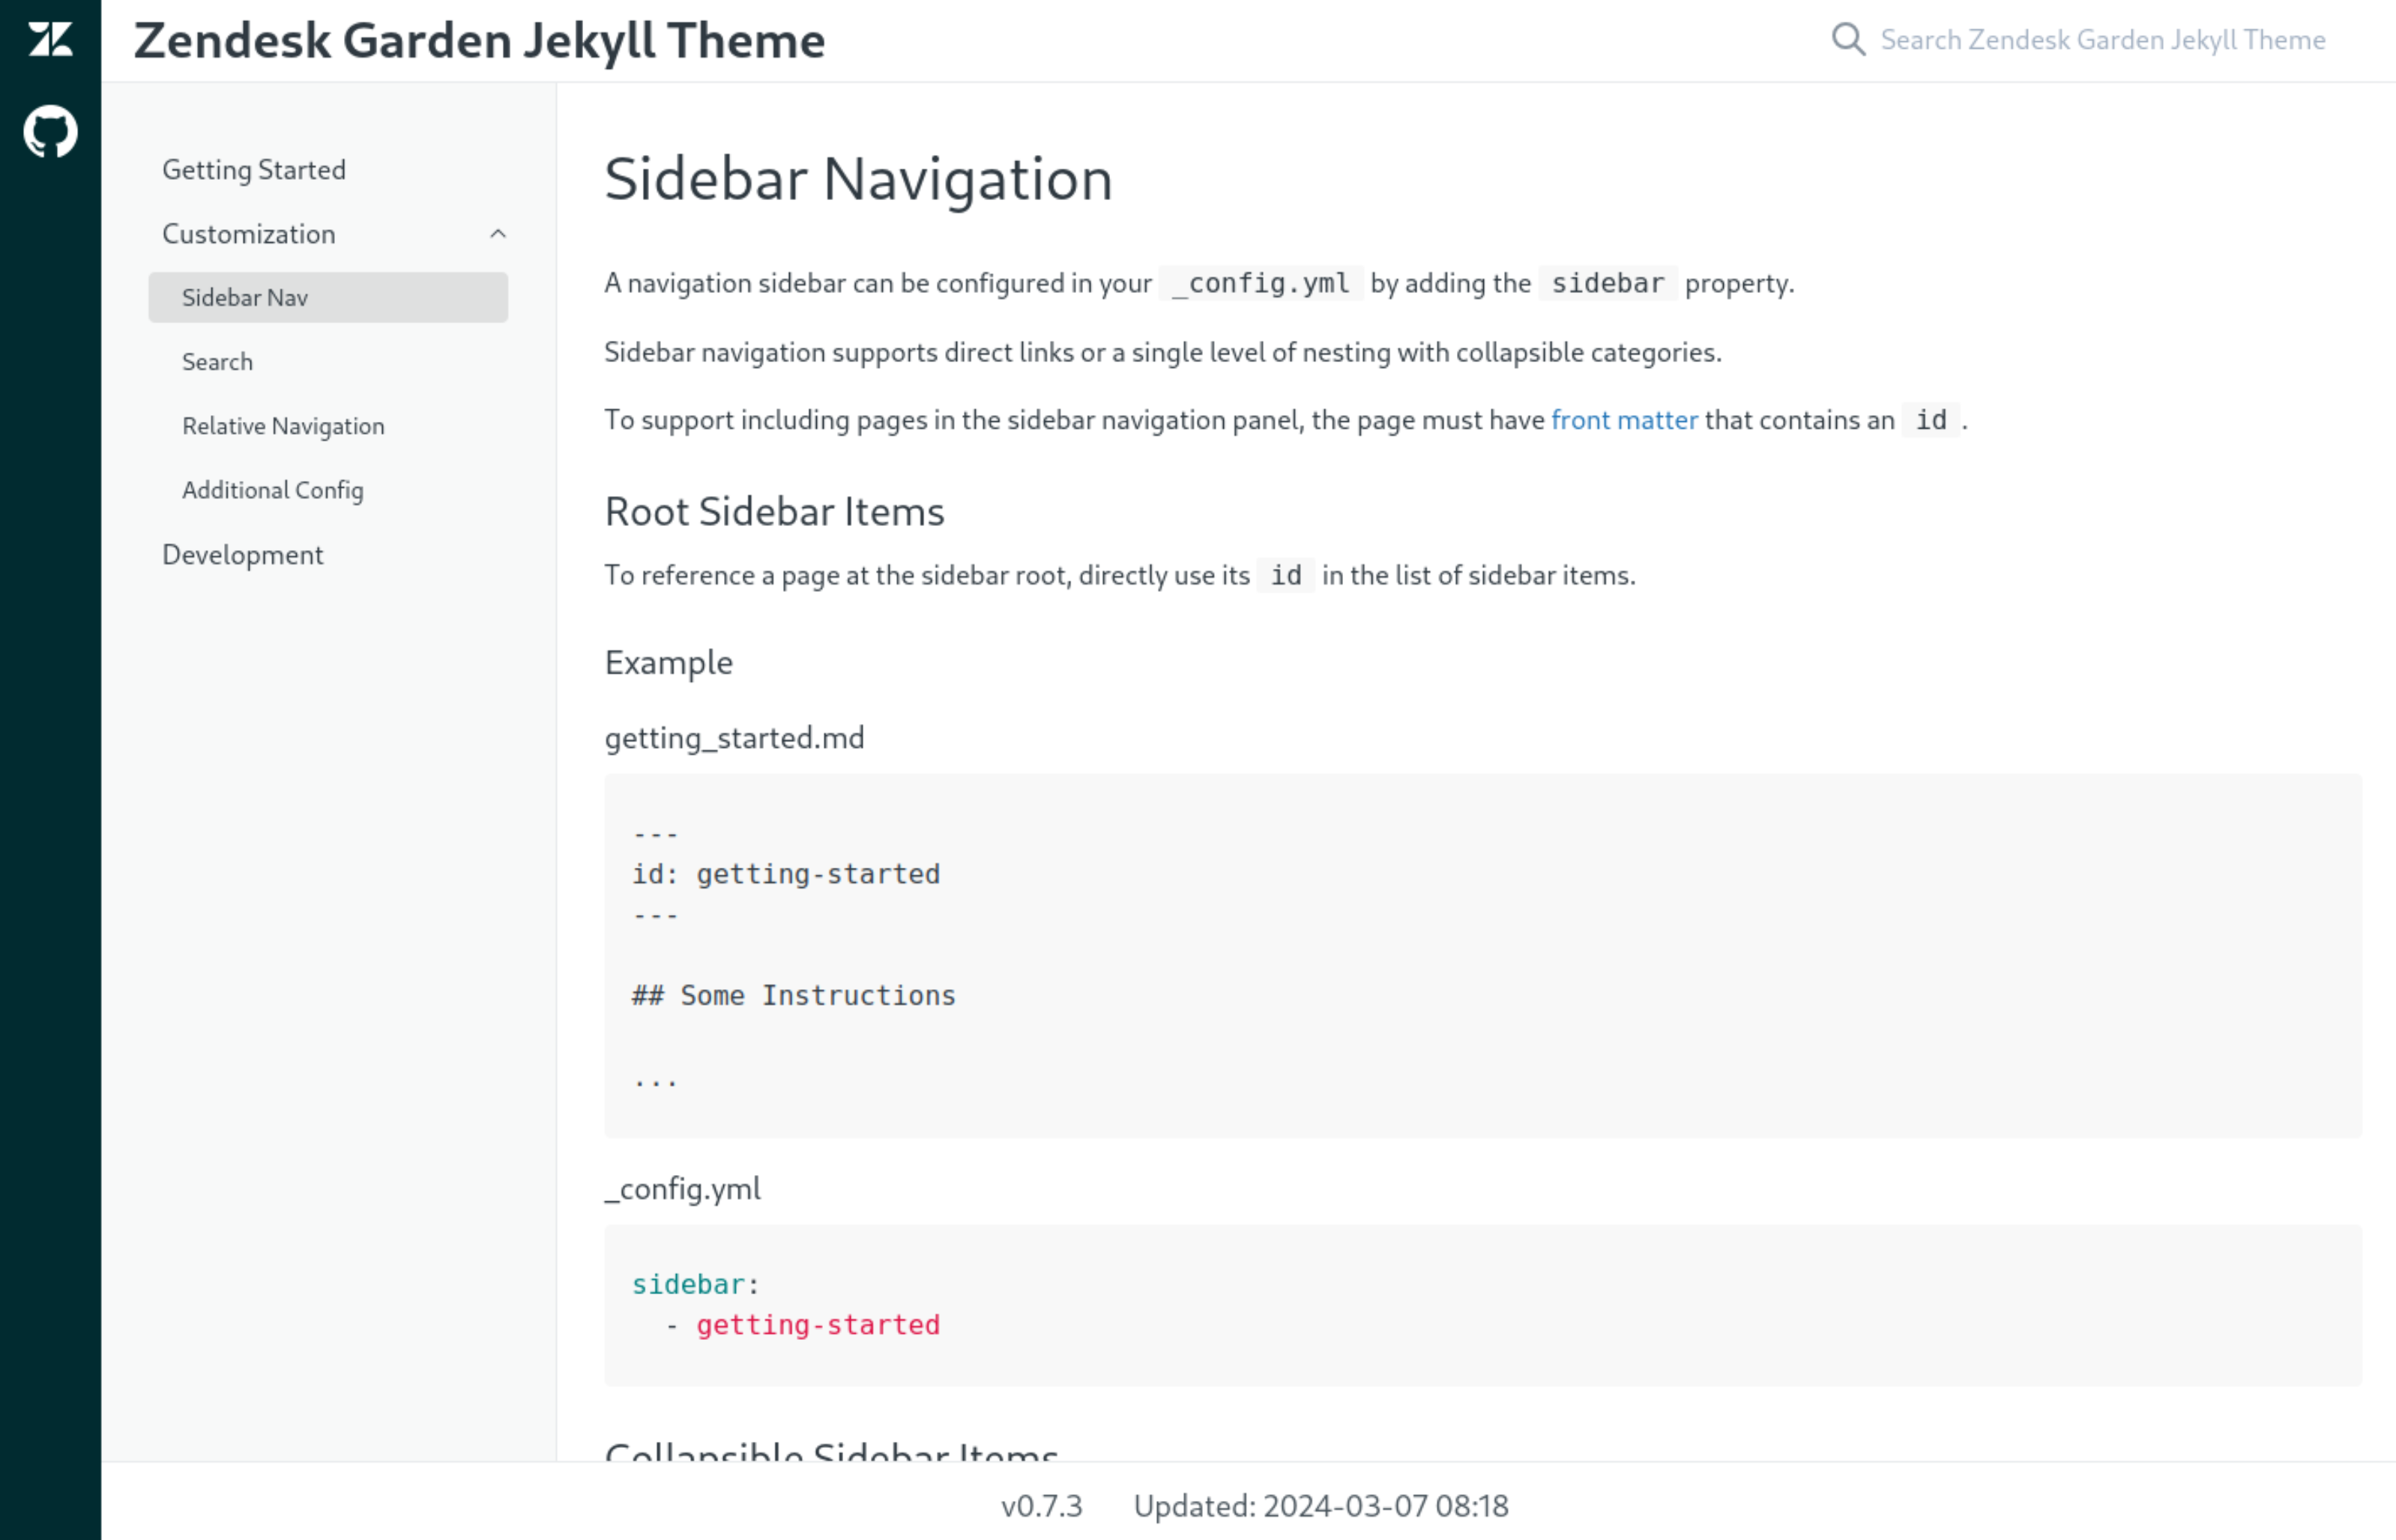 Zendesk Garden Jekyll Theme
Search Zendesk Garden Jekyll Theme
Getting Started
Customization
Sidebar Nav
Search
Relative Navigation
Additional Config
Development
Sidebar Navigation
A navigation sidebar can be configured in your _config.yml by adding the sidebar property.
Sidebar navigation supports direct links or a single level of nesting with collapsible categories.
To support including pages in the sidebar navigation panel, the page must have front matter that contains an id .
Root Sidebar Items
To reference a page at the sidebar root, directly use its id in the list of sidebar items.
Example
getting_started.md
---
id: getting-started
---
## Some Instructions
...
_config.yml
sidebar:
  - getting-started
Collapsible Sidebar Items
v0.7.3 Updated: 2024-03-07 08:18